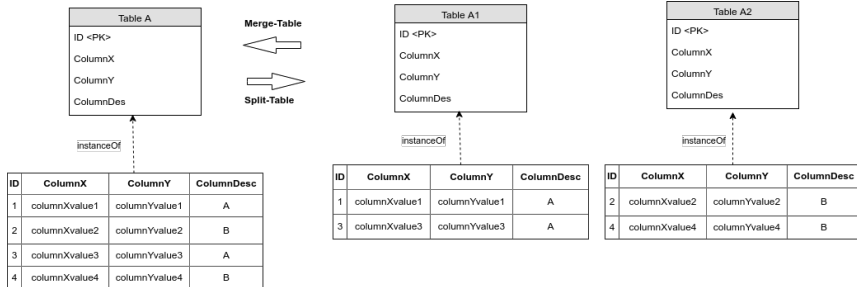 Table A
ID <PK>
ColumnX
ColumnY
ColumnDes
Merge-Table
Split-Table
Table A1
ID <PK>
ColumnX
ColumnY
ColumnDes
Table A2
ID <PK>
ColumnX
ColumnY
ColumnDes
instanceOf
instanceOf
instanceOf
ID ColumnX ColumnY ColumnDesc
1 columnXvalue1 columnYvalue1 A
2 columnXvalue2 columnYvalue2 B
3 columnXvalue3 columnYvalue3 A
4 columnXvalue4 columnYvalue4 B
ID ColumnX ColumnY ColumnDesc
1 columnXvalue1 columnYvalue1 A
3 columnXvalue3 columnYvalue3 A
ID ColumnX ColumnY ColumnDesc
2 columnXvalue2 columnYvalue2 B
4 columnXvalue4 columnYvalue4 B